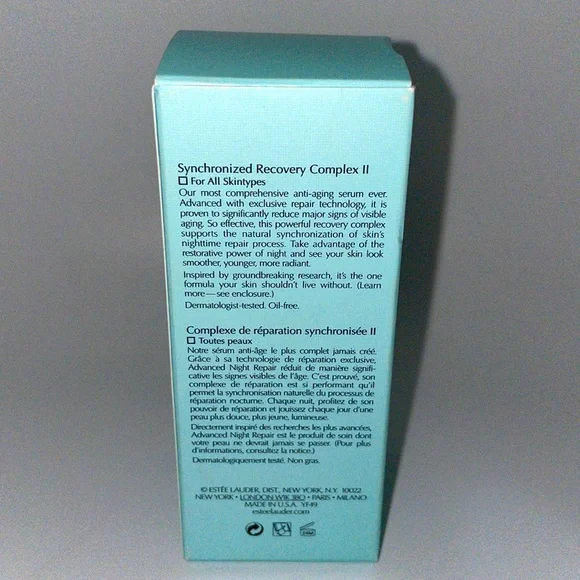 Synchronized Recovery Complex II
☐ For All Skintypes
Our most comprehensive anti-aging serum ever.
Advanced with exclusive repair technology, it is
proven to significantly reduce major signs of visible
aging. So effective, this powerful recovery complex
supports the natural synchronization of skin's
nighttime repair process. Take advantage of the
restorative power of night and see your skin look
smoother, younger, more radiant.
Inspired by groundbreaking research, it's the one
formula your skin shouldn't live without. (Learn
more—see enclosure.)
Dermatologist-tested. Oil-free.
Complexe de réparation synchronisée II
☐ Toutes peaux
Notre sérum anti-âge le plus complet jamais créé.
Grâce à sa technologie de réparation exclusive,
Advanced Night Repair réduit de manière signifi-
cative les signes visibles de l'âge. C'est prouvé, son
complexe de réparation est si performant qu'il
permet la synchronisation naturelle du processus de
réparation nocturne. Chaque nuit, profitez de son
pouvoir de réparation et jouissez chaque jour d'une
peau plus douce, plus jeune, lumineuse.
Directement inspiré des recherches les plus avancées,
Advanced Night Repair est le produit de soin dont
votre peau ne devrait jamais se passer. (Pour plus
d'informations, consultez la notice.)
Dermatologiquement testé. Non gras.
© ESTĒE LAUDER, DIST., NEW YORK, N.Y. 10022
NEW YORK • LONDON W1K 3BQ • PARIS • MILANO
MADE IN U.S.A. YF49
esteelauder.com
24M